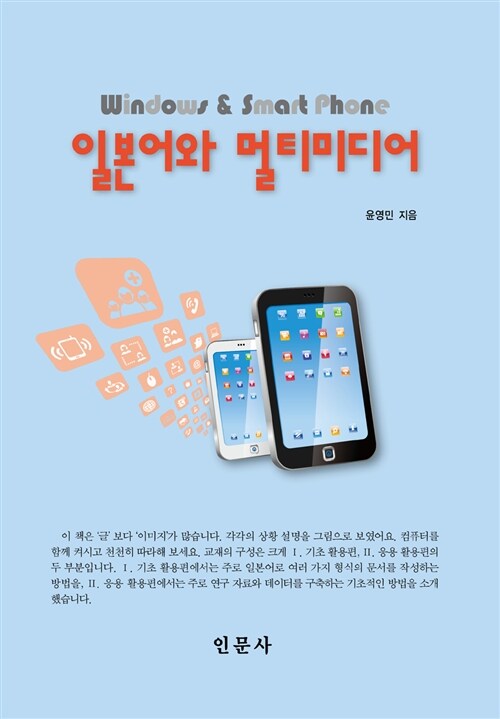 Windows & Smart Phone
일본어와 멀티미디어
윤영민 지음
이 책은 '글' 보다 '이미지'가 많습니다. 각각의 상황 설명을 그림으로 보였어요. 컴퓨터를
함께 켜시고 천천히 따라해 보세요. 교재의 구성은 크게 Ⅰ. 기초 활용편, Ⅱ. 응용 활용편의
두 부분입니다. Ⅰ. 기초 활용편에서는 주로 일본어로 여러 가지 형식의 문서를 작성하는
방법을, Ⅱ. 응용 활용편에서는 주로 연구 자료와 데이터를 구축하는 기초적인 방법을 소개
했습니다.
인문사